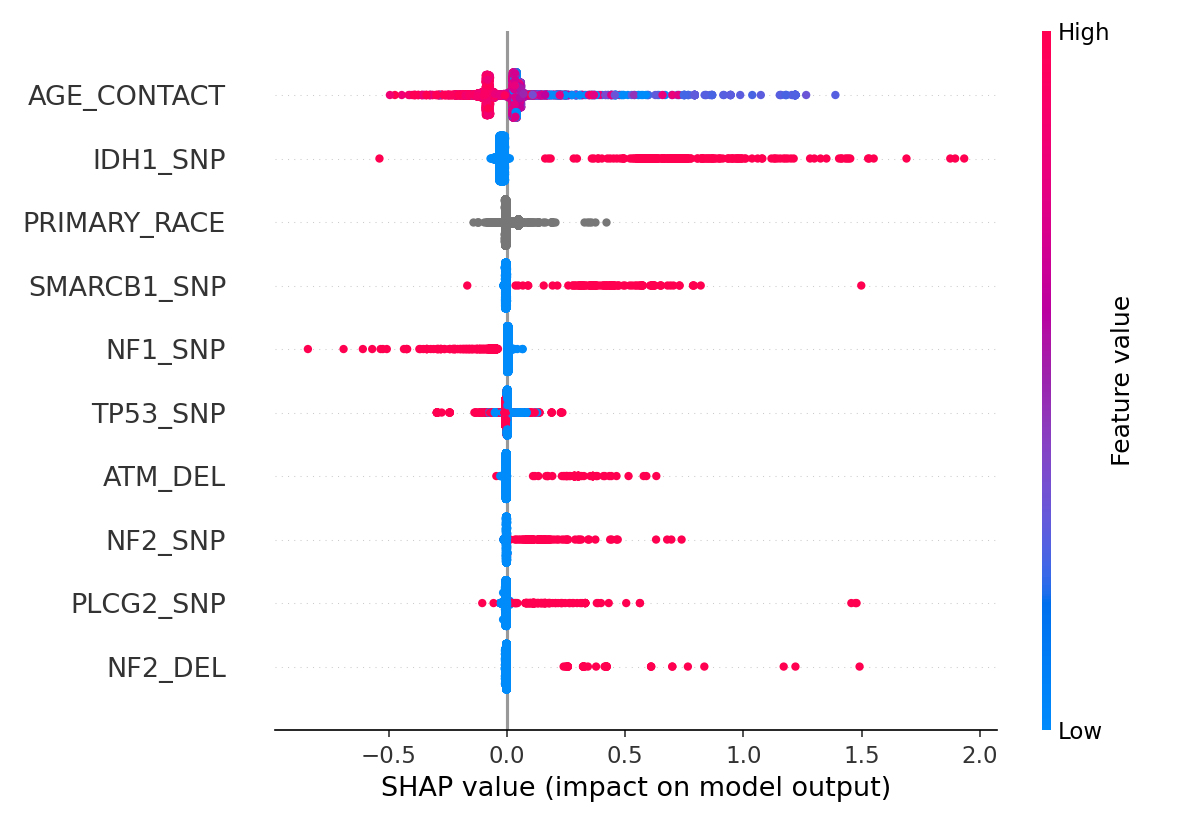 High
AGE_CONTACT
IDH1_SNP
PRIMARY_RACE
SMARCB1_SNP
NF1_SNP
TP53_SNP
ATM_DEL
NF2_SNP
PLCG2_SNP
NF2_DEL
Feature value
Low
−0.5 0.0 0.5 1.0 1.5 2.0
SHAP value (impact on model output)